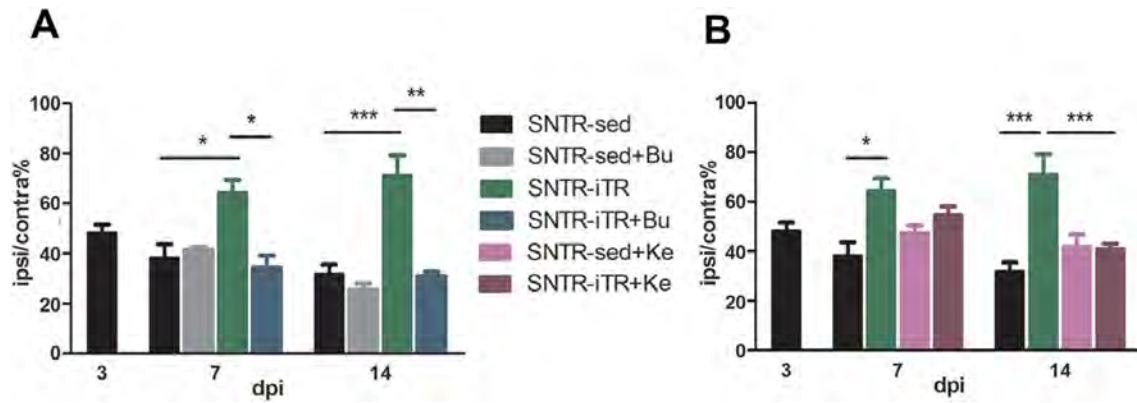 A
ipsi/contra%
100
80
60
40
20
0
*
*
***
**
3
7
14
dpi
SNTR-sed
SNTR-sed+Bu
SNTR-iTR
SNTR-iTR+Bu
SNTR-sed+Ke
SNTR-iTR+Ke
B
ipsi/contra%
100
80
60
40
20
0
*
***
***
3
7
14
dpi